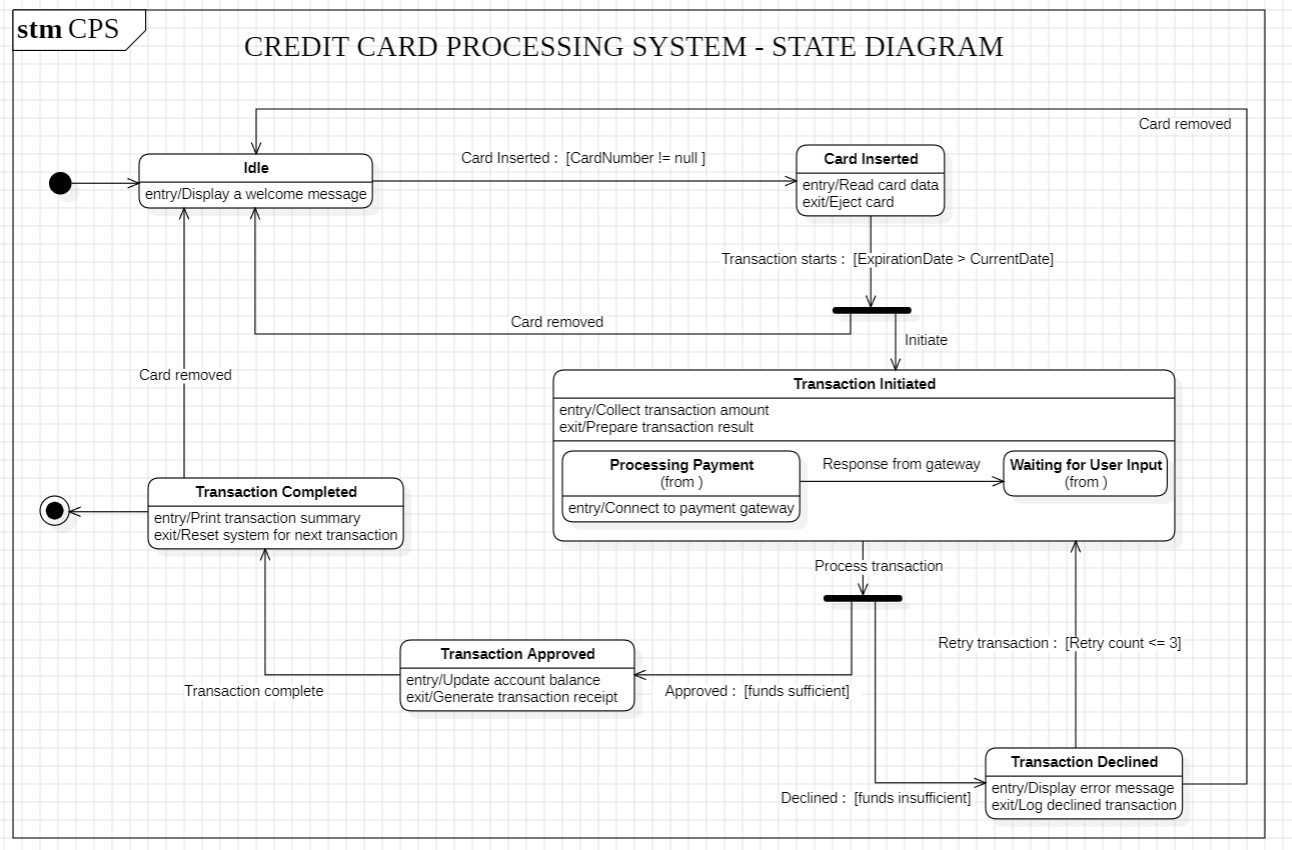 stm CPS
CREDIT CARD PROCESSING SYSTEM - STATE DIAGRAM
Card removed
Idle
entry/Display a welcome message
Card Inserted : [CardNumber != null ]
Card Inserted
entry/Read card data
exit/Eject card
Transaction starts : [ExpirationDate > CurrentDate]
Card removed
Initiate
Card removed
Transaction Initiated
entry/Collect transaction amount
exit/Prepare transaction result
Processing Payment
(from )
entry/Connect to payment gateway
Response from gateway
Waiting for User Input
(from )
Transaction Completed
entry/Print transaction summary
exit/Reset system for next transaction
Process transaction
Retry transaction : [Retry count <= 3]
Transaction Approved
entry/Update account balance
exit/Generate transaction receipt
Transaction complete
Approved : [funds sufficient]
Transaction Declined
entry/Display error message
exit/Log declined transaction
Declined : [funds insufficient]